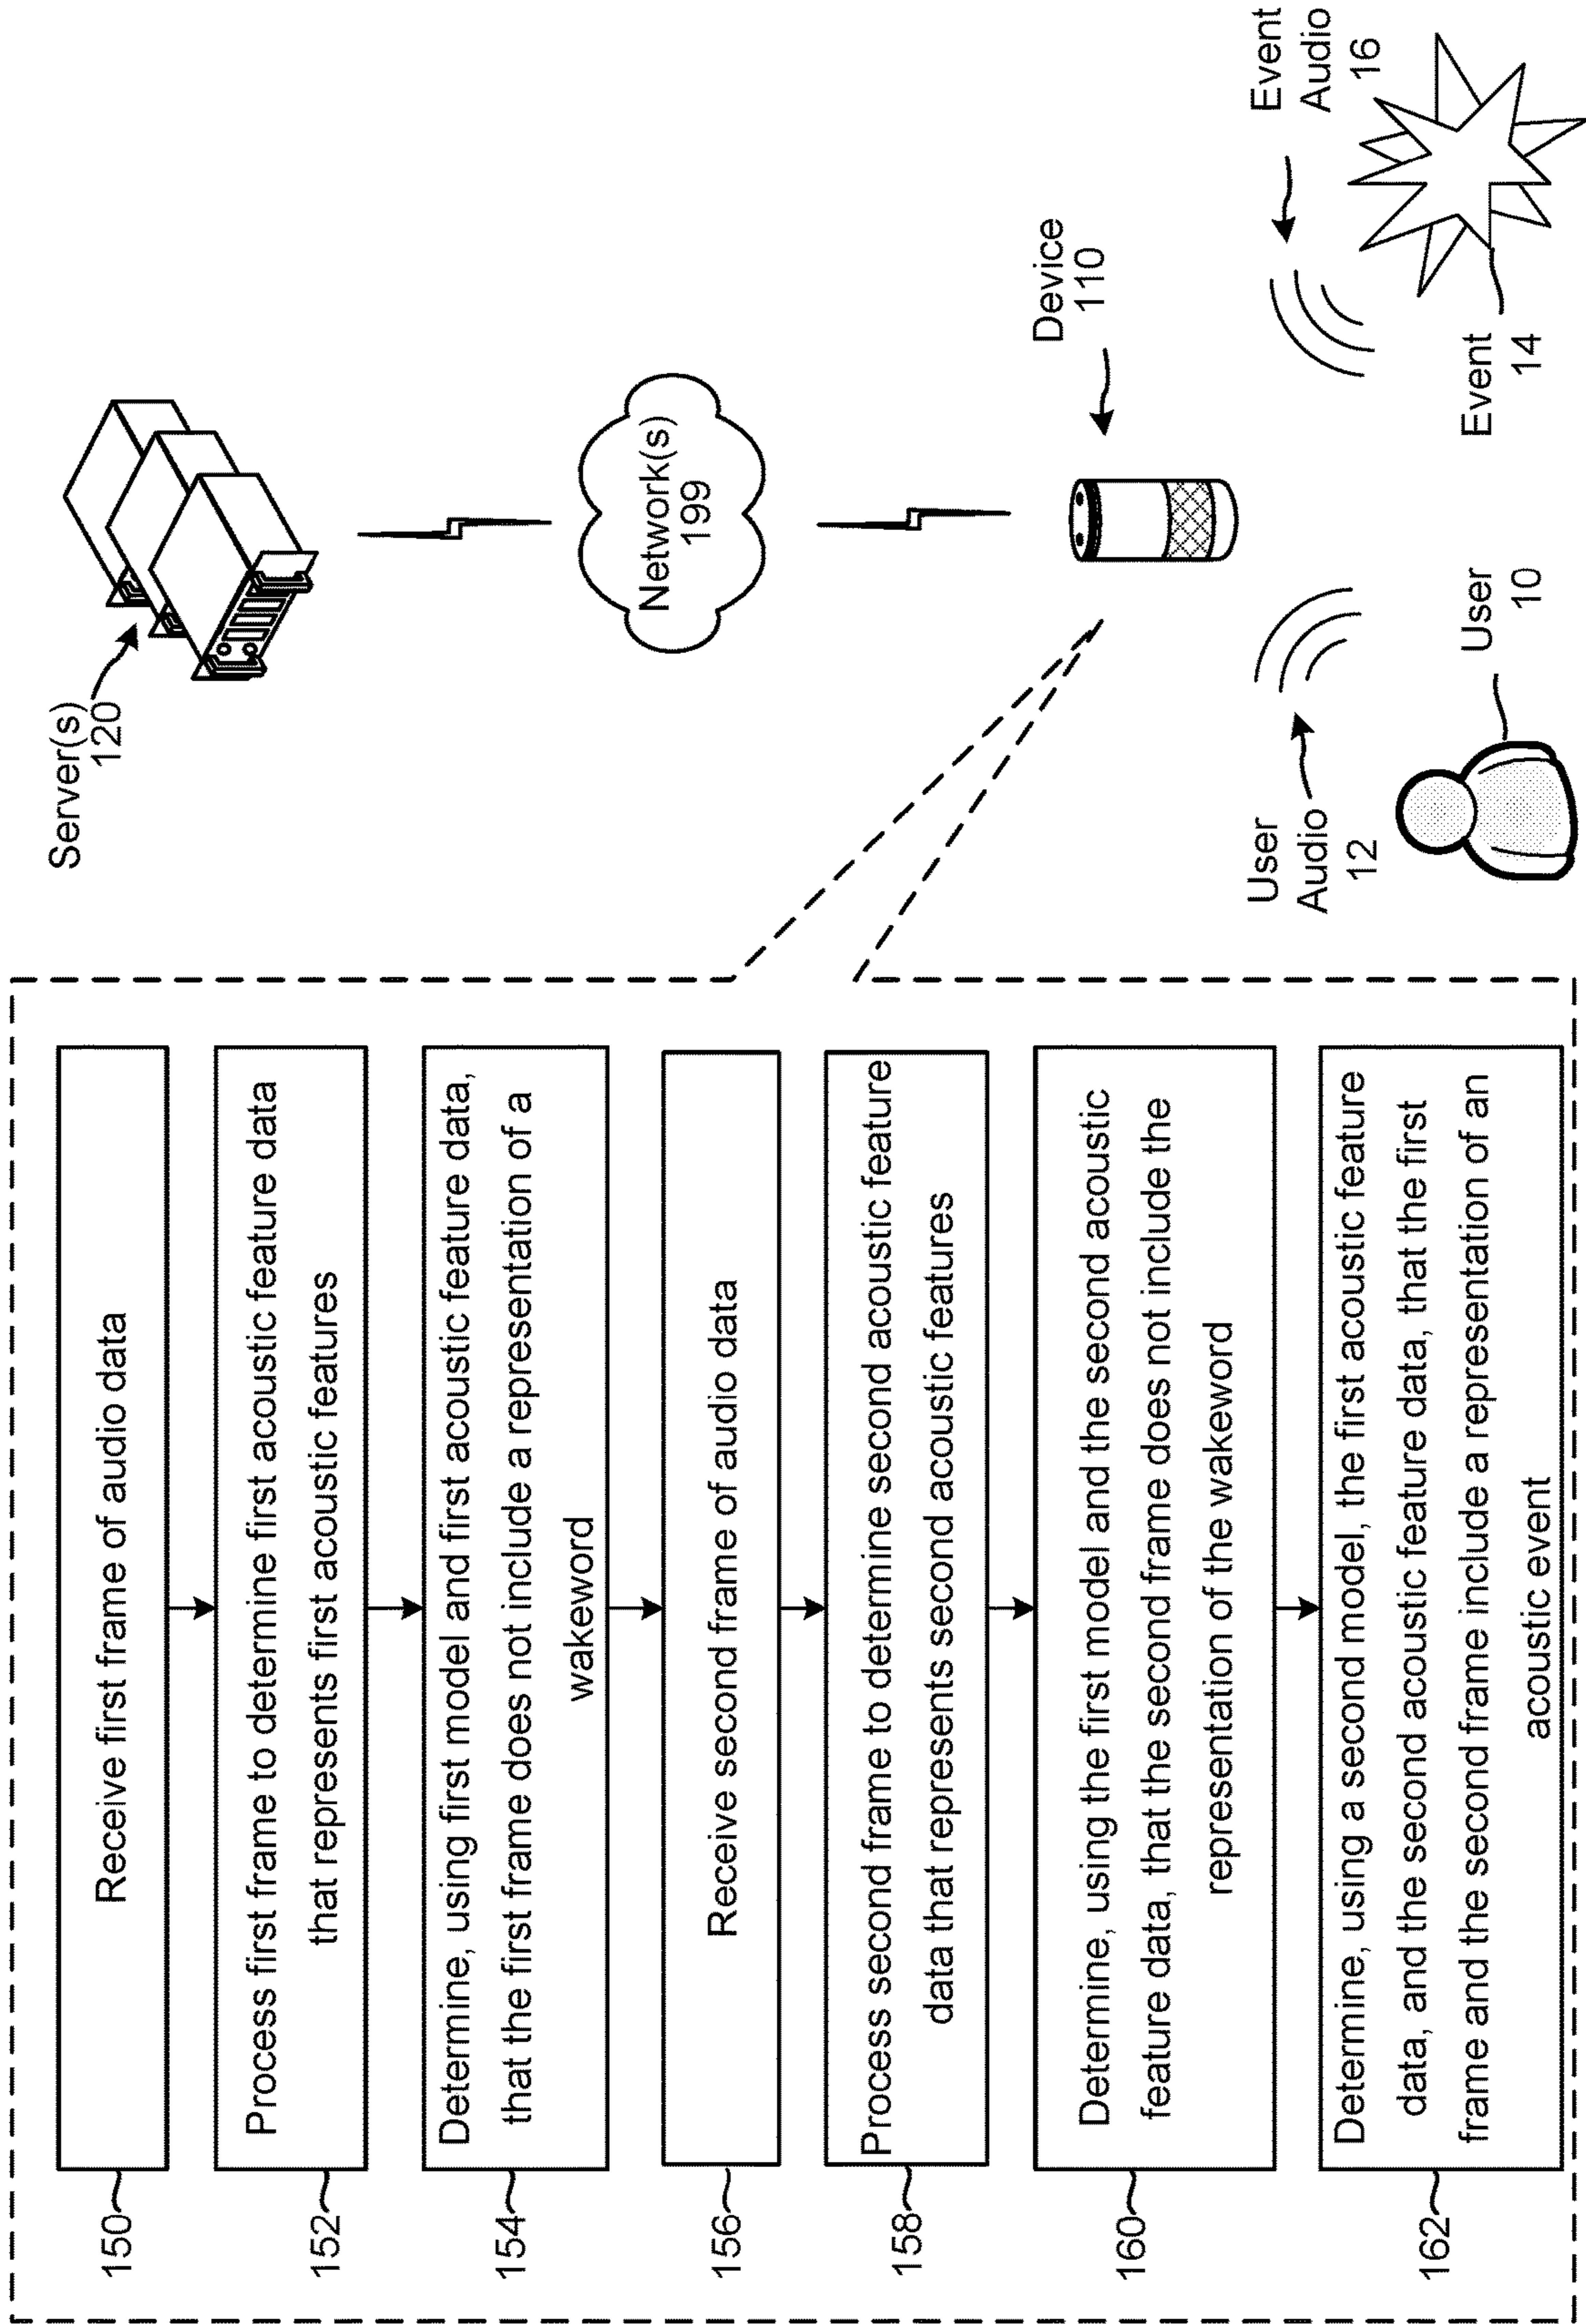 150
Receive first frame of audio data
152
Process first frame to determine first acoustic feature data
that represents first acoustic features
154
Determine, using first model and first acoustic feature data,
that the first frame does not include a representation of a
wakeword
156
Receive second frame of audio data
158
Process second frame to determine second acoustic feature
data that represents second acoustic features
160
Determine, using the first model and the second acoustic
feature data, that the second frame does not include the
representation of the wakeword
162
Determine, using a second model, the first acoustic feature
data, and the second acoustic feature data, that the first
frame and the second frame include a representation of an
acoustic event
Server(s)
120
Network(s)
199
Device
110
User
Audio
12
User
10
Event
Audio
16
Event
14